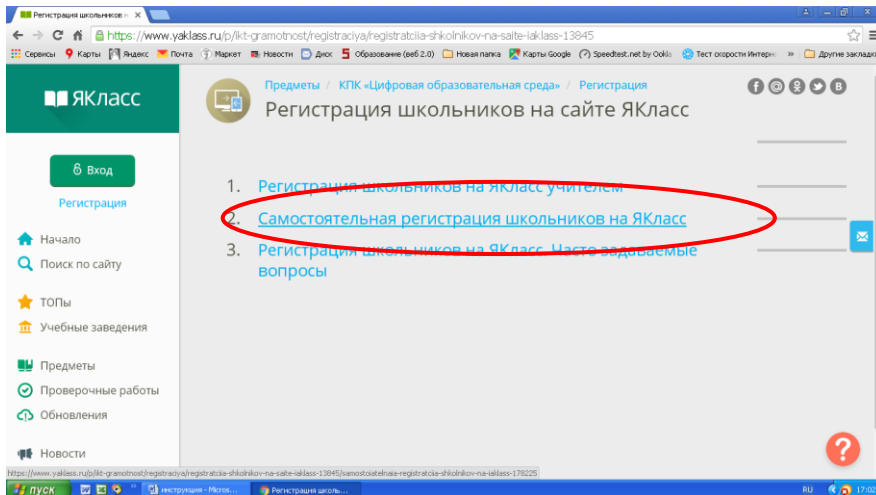 Регистрация школьников н
https://www.yaklass.ru/p/ikt-gramotnost/registraciya/registratciia-shkolnikov-na-saite-iaklass-13845
Сервисы Карты Яндекс Почта Маркет Новости Диск Образование (веб 2.0) Новая папка Карты Google Speedtest.net by Ookla Тест скорости Интерн » Другие закладки
ЯКласс
Предметы / КПК «Цифровая образовательная среда» / Регистрация
Регистрация школьников на сайте ЯКласс
Вход
Регистрация
Начало
Поиск по сайту
ТОПы
Учебные заведения
Предметы
Проверочные работы
Обновления
Новости
1. Регистрация школьников на ЯКласс учителем
2. Самостоятельная регистрация школьников на ЯКласс
3. Регистрация школьников на ЯКласс. Часто задаваемые
вопросы
?
https://www.yaklass.ru/p/ikt-gramotnost/registraciya/registratciia-shkolnikov-na-saite-iaklass-13845/samostoiatelnaia-registratciia-shkolnikov-na-iaklass-178225
пуск
инструкция - Micros...
Регистрация школь...
RU
17:02